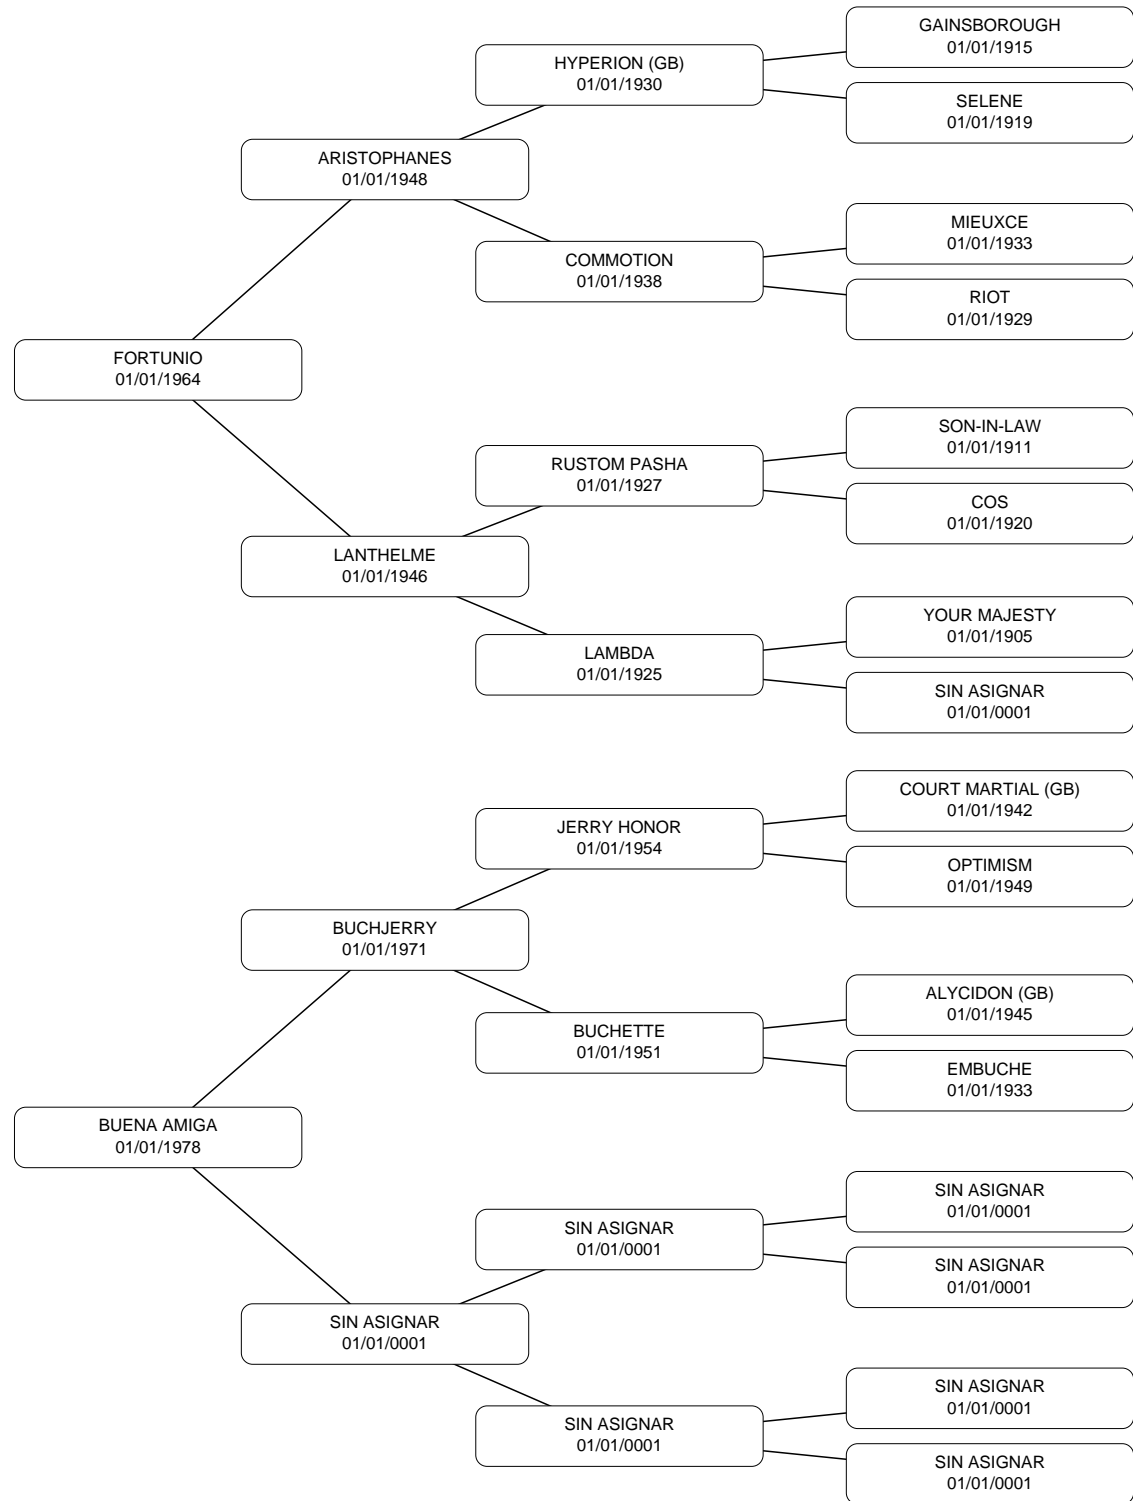 GAINSBOROUGH
01/01/1915
HYPERION (GB)
01/01/1930
SELENE
01/01/1919
ARISTOPHANES
01/01/1948
MIEUXCE
01/01/1933
COMMOTION
01/01/1938
RIOT
01/01/1929
FORTUNIO
01/01/1964
SON-IN-LAW
01/01/1911
RUSTOM PASHA
01/01/1927
COS
01/01/1920
LANTHELME
01/01/1946
YOUR MAJESTY
01/01/1905
LAMBDA
01/01/1925
SIN ASIGNAR
01/01/0001
COURT MARTIAL (GB)
01/01/1942
JERRY HONOR
01/01/1954
OPTIMISM
01/01/1949
BUCHJERRY
01/01/1971
ALYCIDON (GB)
01/01/1945
BUCHETTE
01/01/1951
EMBUCHE
01/01/1933
BUENA AMIGA
01/01/1978
SIN ASIGNAR
01/01/0001
SIN ASIGNAR
01/01/0001
SIN ASIGNAR
01/01/0001
SIN ASIGNAR
01/01/0001
SIN ASIGNAR
01/01/0001
SIN ASIGNAR
01/01/0001
SIN ASIGNAR
01/01/0001